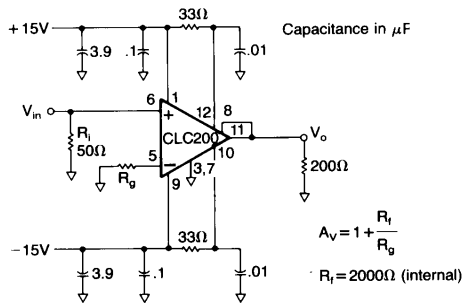 33Ω
+15V
Capacitance in μF
3.9
.1
.01
1
8
V_in
6
12
V_o
+
CLC200
11
R_i
50Ω
5
−
10
R_g
3,7
200Ω
9
A_V = 1 + R_f / R_g
33Ω
−15V
3.9
.1
.01
R_f = 2000Ω (internal)